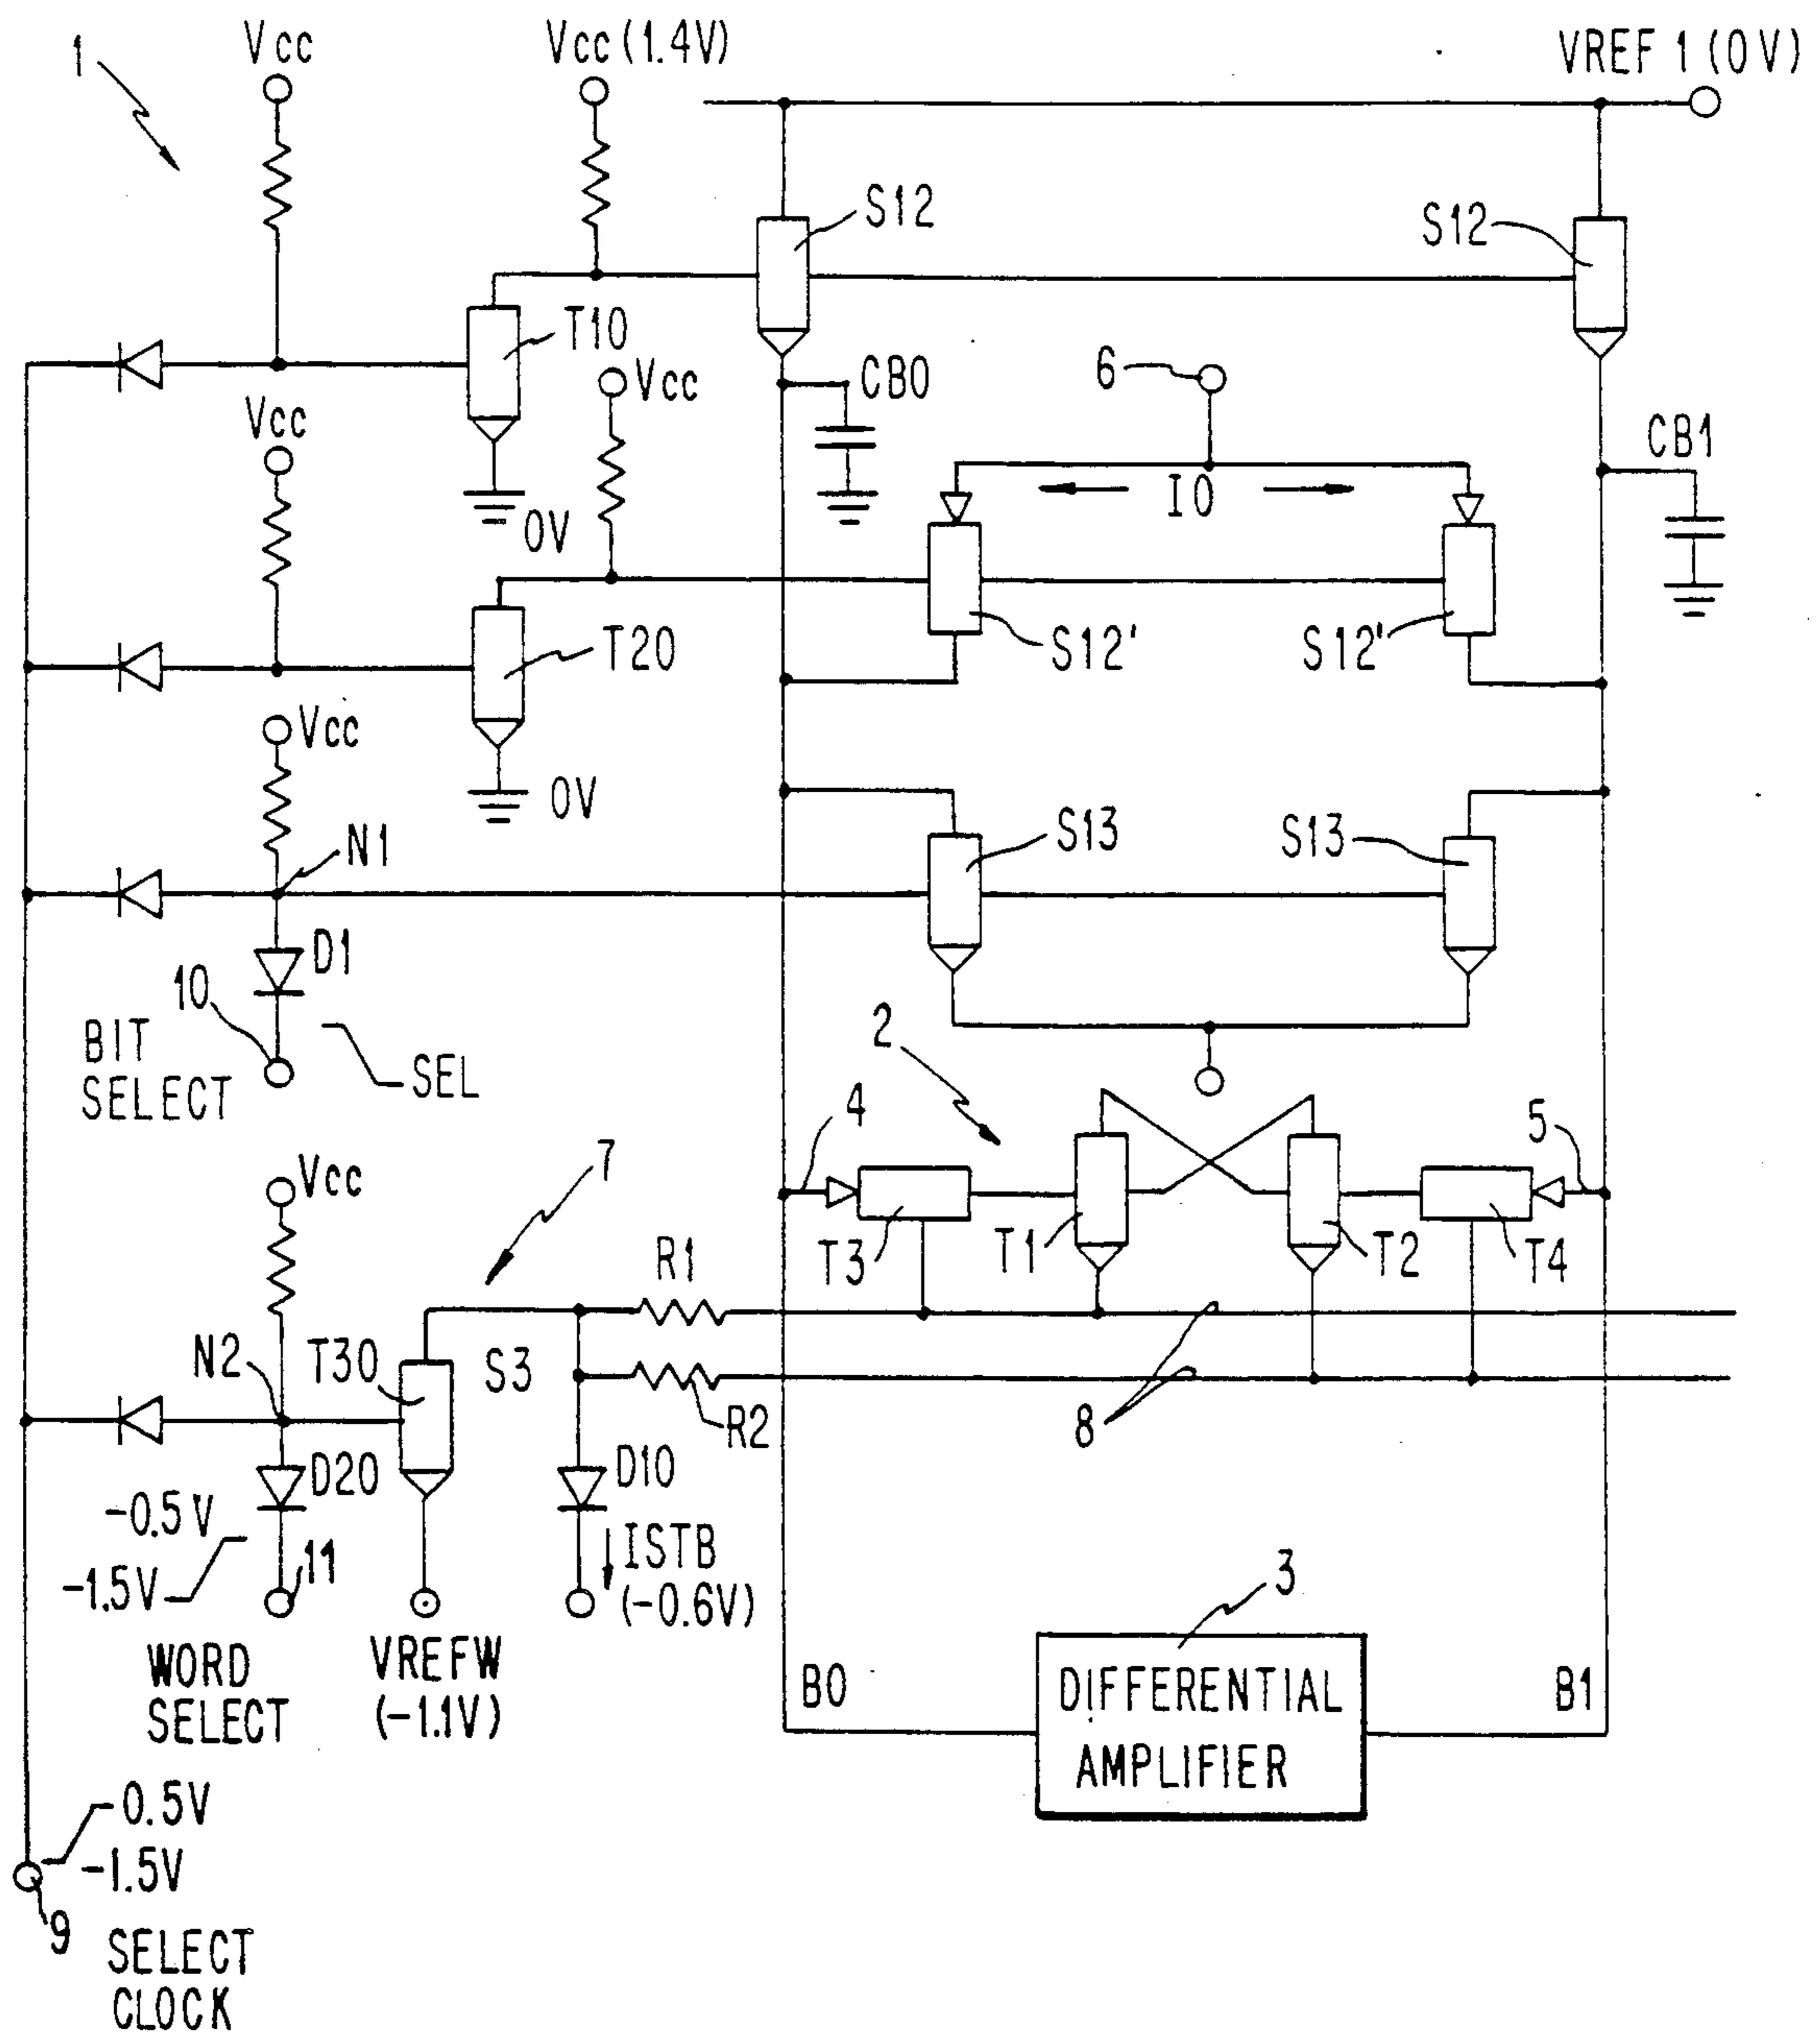 1
Vcc
Vcc (1.4V)
VREF 1 (0V)
S12
S12
T10
Vcc
CB0
6
Vcc
CB1
I0
0V
S12'
S12'
T20
Vcc
0V
N1
S13
S13
D1
10
BIT
SELECT
SEL
2
4
5
7
Vcc
T3
T1
T2
T4
R1
N2
T30
S3
R2
8
D20
D10
-0.5V
-1.5V
11
ISTB
(-0.6V)
3
WORD
SELECT
VREFW
(-1.1V)
B0
DIFFERENTIAL
AMPLIFIER
B1
-0.5V
-1.5V
9
SELECT
CLOCK